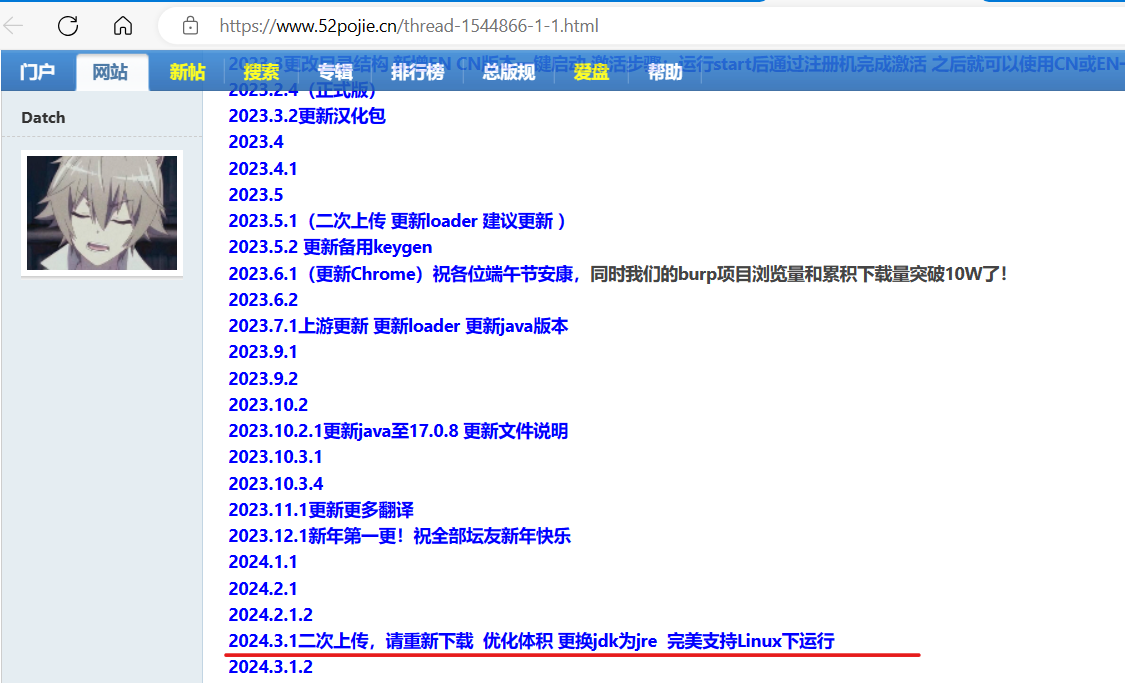 https://www.52pojie.cn/thread-1544866-1-1.html
门户 网站 新帖 搜索 专辑 排行榜 总版规 爱盘 帮助
2023.3更改目录结构 新增EN CN版本 一键启动 激活步骤：运行start后通过注册机完成激活 之后就可以使用CN或EN一
2023.2.4（正式版）
Datch
2023.3.2更新汉化包
2023.4
2023.4.1
2023.5
2023.5.1（二次上传 更新loader 建议更新 ）
2023.5.2 更新备用keygen
2023.6.1（更新Chrome）祝各位端午节安康，同时我们的burp项目浏览量和累积下载量突破10W了！
2023.6.2
2023.7.1上游更新 更新loader 更新java版本
2023.9.1
2023.9.2
2023.10.2
2023.10.2.1更新java至17.0.8 更新文件说明
2023.10.3.1
2023.10.3.4
2023.11.1更新更多翻译
2023.12.1新年第一更！祝全部坛友新年快乐
2024.1.1
2024.2.1
2024.2.1.2
2024.3.1二次上传，请重新下载 优化体积 更换jdk为jre 完美支持Linux下运行
2024.3.1.2